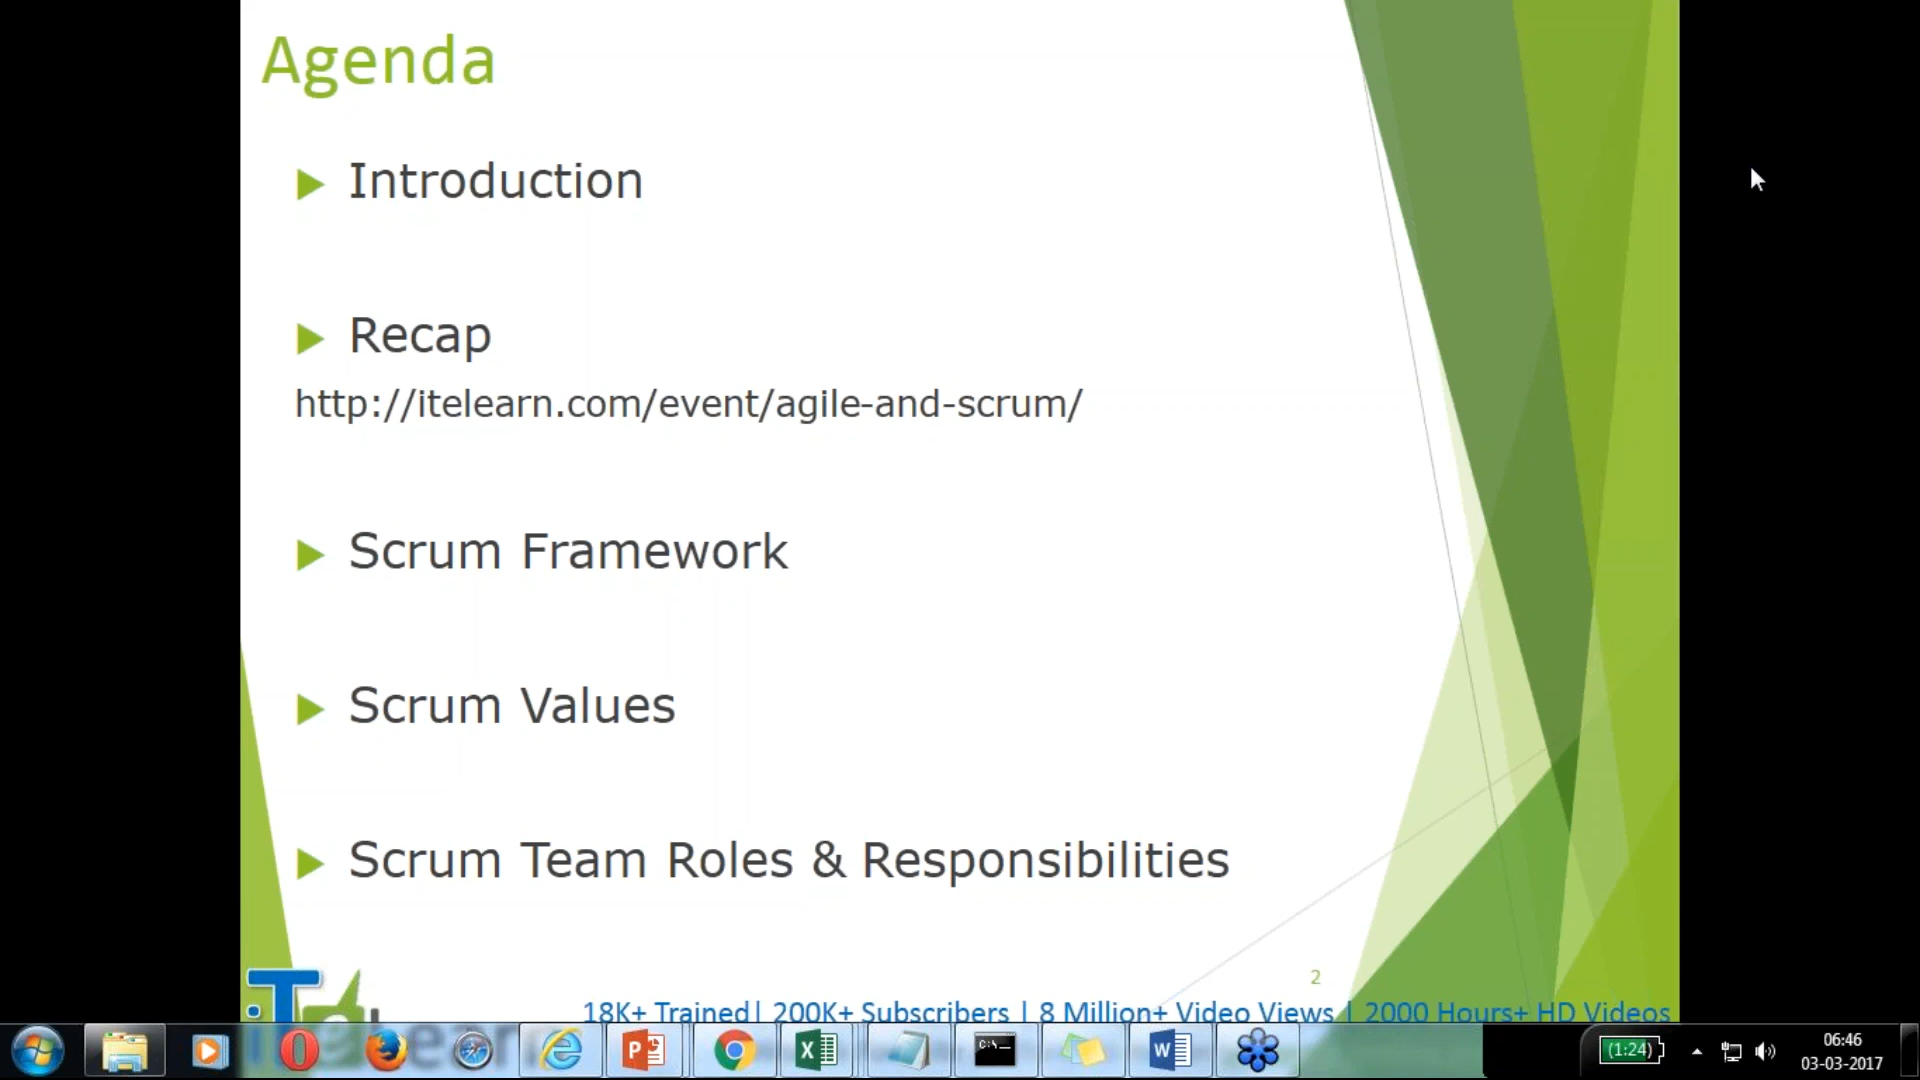 Agenda
Introduction
Recap
http://itelearn.com/event/agile-and-scrum/
Scrum Framework
Scrum Values
Scrum Team Roles & Responsibilities
2
18K+ Trained| 200K+ Subscribers | 8 Million+ Video Views | 2000 Hours+ HD Videos
(1:24)
06:46
03-03-2017